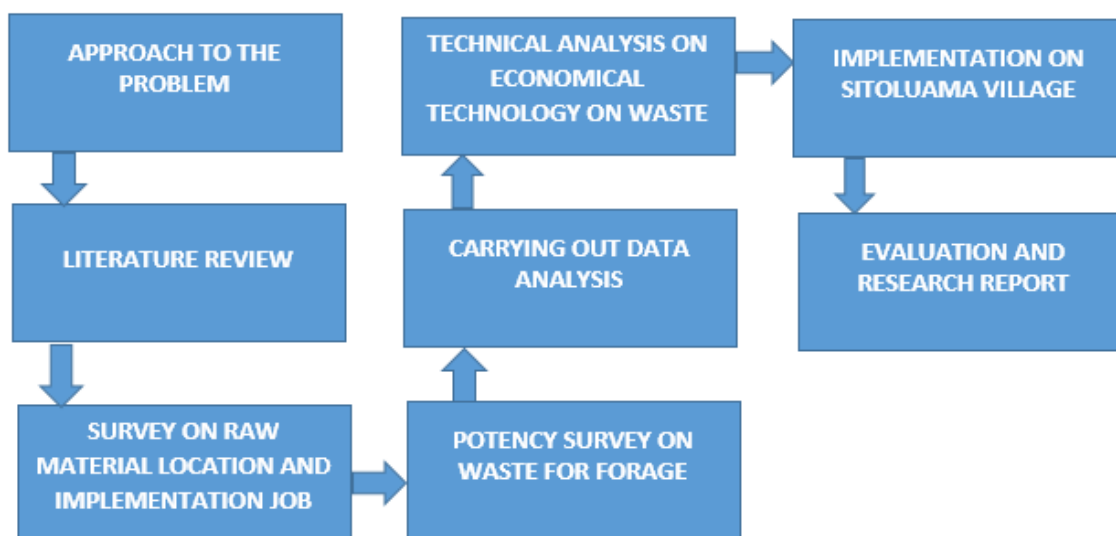 APPROACH TO THE
PROBLEM
LITERATURE REVIEW
SURVEY ON RAW
MATERIAL LOCATION AND
IMPLEMENTATION JOB
POTENCY SURVEY ON
WASTE FOR FORAGE
CARRYING OUT DATA
ANALYSIS
TECHNICAL ANALYSIS ON
ECONOMICAL
TECHNOLOGY ON WASTE
IMPLEMENTATION ON
SITOLUAMA VILLAGE
EVALUATION AND
RESEARCH REPORT